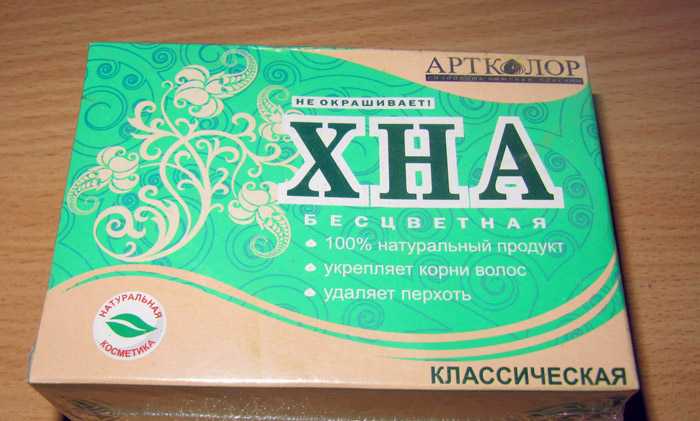 АРТКОЛОР
НЕ ОКРАШИВАЕТ!
ХНА
БЕСЦВЕТНАЯ
100% натуральный продукт
укрепляет корни волос
удаляет перхоть
НАТУРАЛЬНАЯ
КОСМЕТИКА
КЛАССИЧЕСКАЯ